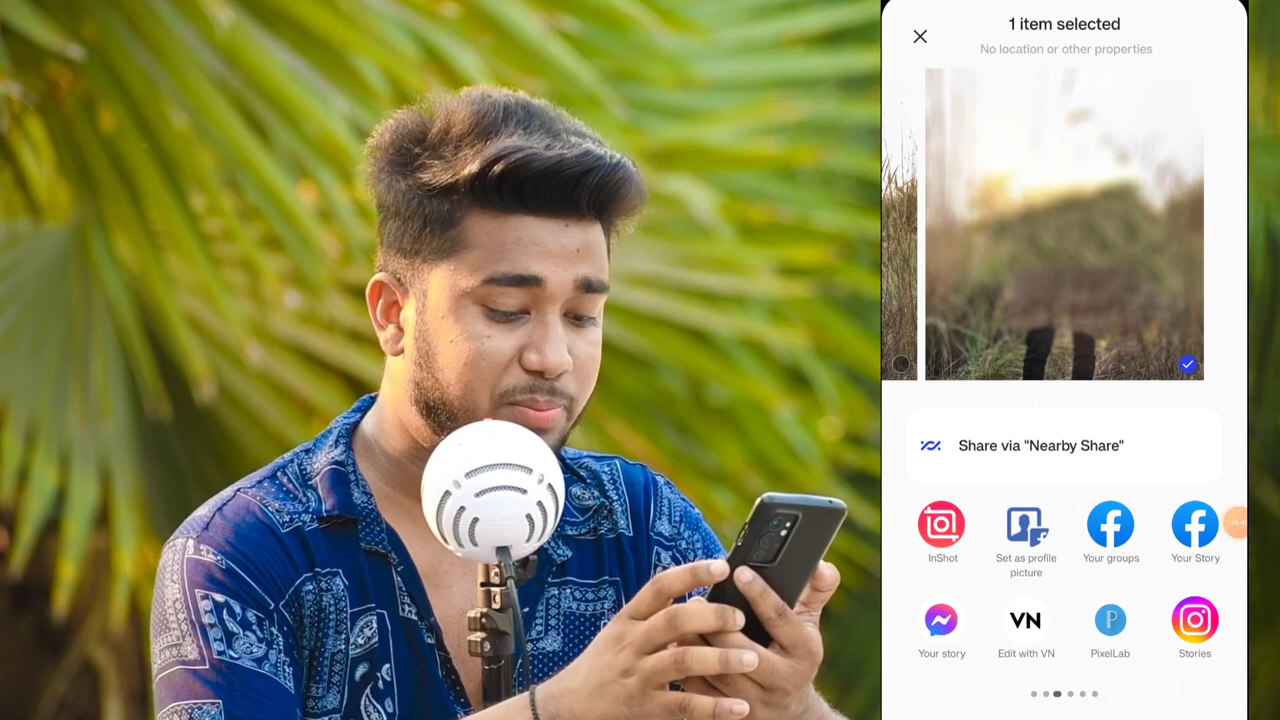 1 item selected
No location or other properties
Share via "Nearby Share"
InShot
Set as profile
picture
Your groups
Your Story
VN
P
Your story
Edit with VN
PixelLab
Stories